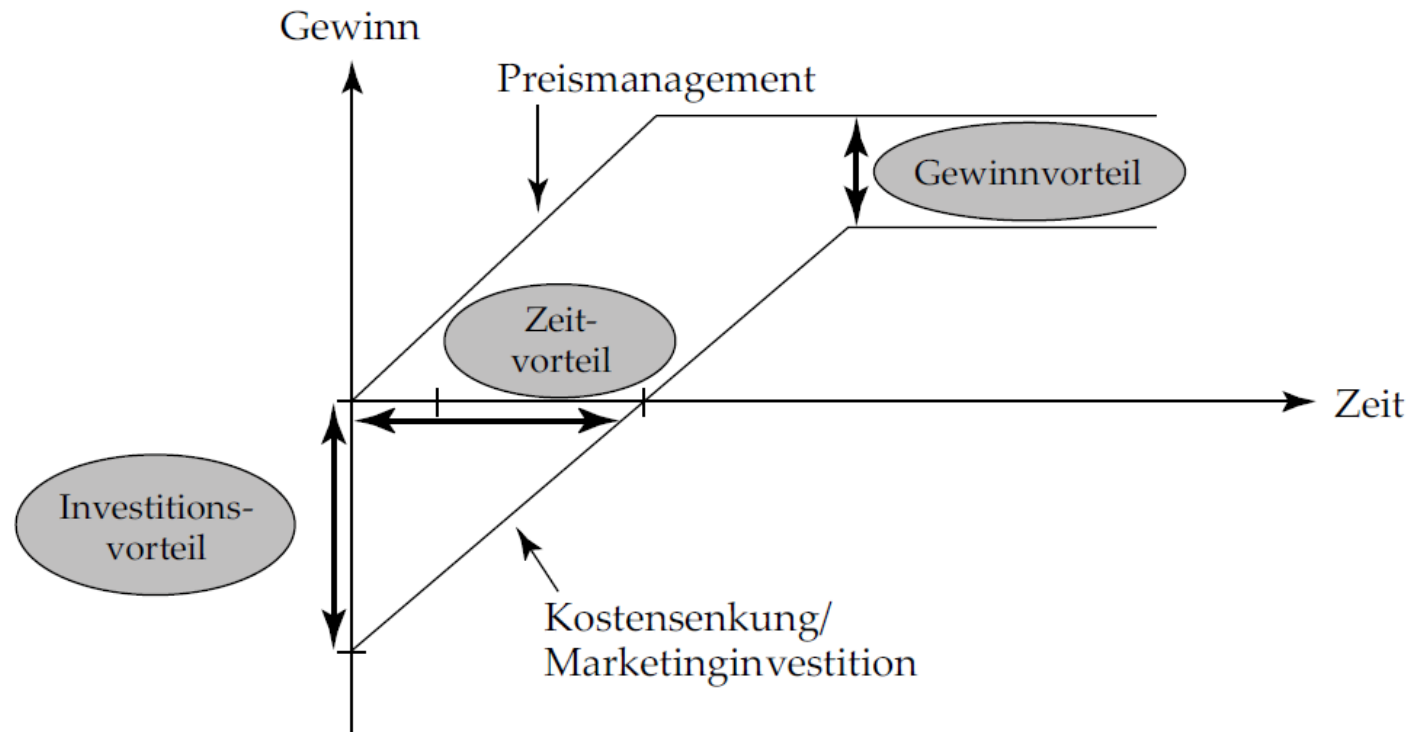 Gewinn
Preismanagement
Gewinnvorteil
Zeit-
vorteil
Zeit
Investitions-
vorteil
Kostensenkung/
Marketinginvestition